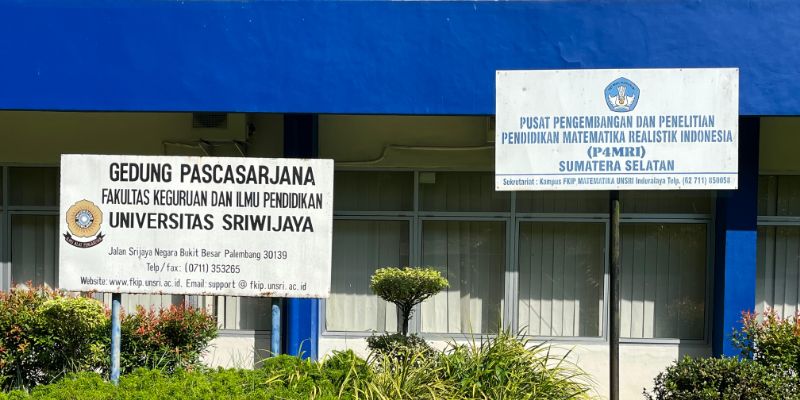 GEDUNG PASCASARJANA
FAKULTAS KEGURUAN DAN ILMU PENDIDIKAN
UNIVERSITAS SRIWIJAYA
Jalan Srijaya Negara Bukit Besar Palembang 30139
Telp/fax: (0711) 353265
Website: www.fkip.unsri.ac.id Email: support @ fkip.unsri.ac.id
PUSAT PENGEMBANGAN DAN PENELITIAN
PENDIDIKAN MATEMATIKA REALISTIK INDONESIA
(P4MRI)
SUMATERA SELATAN
Sekretariat : Kampus FKIP MATEMATIKA UNSRI Inderalaya Telp. (62 711) 580058